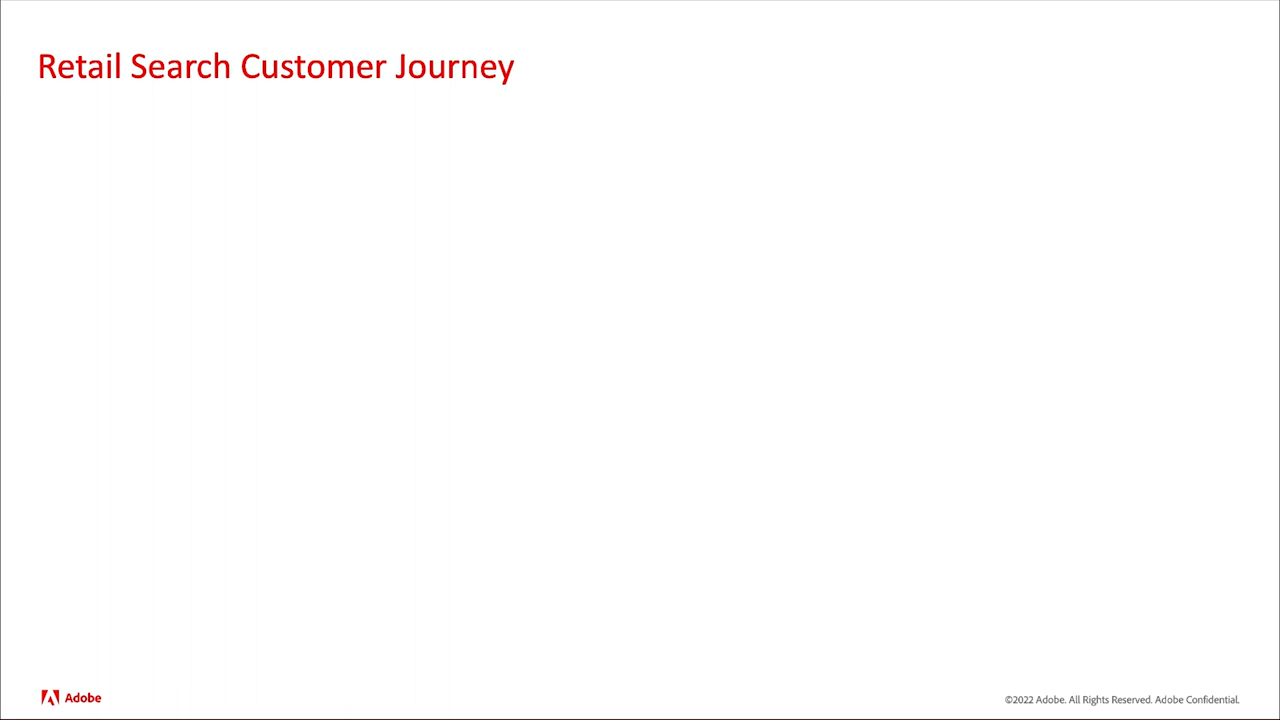 Retail Search Customer Journey
Adobe
©2022 Adobe. All Rights Reserved. Adobe Confidential.